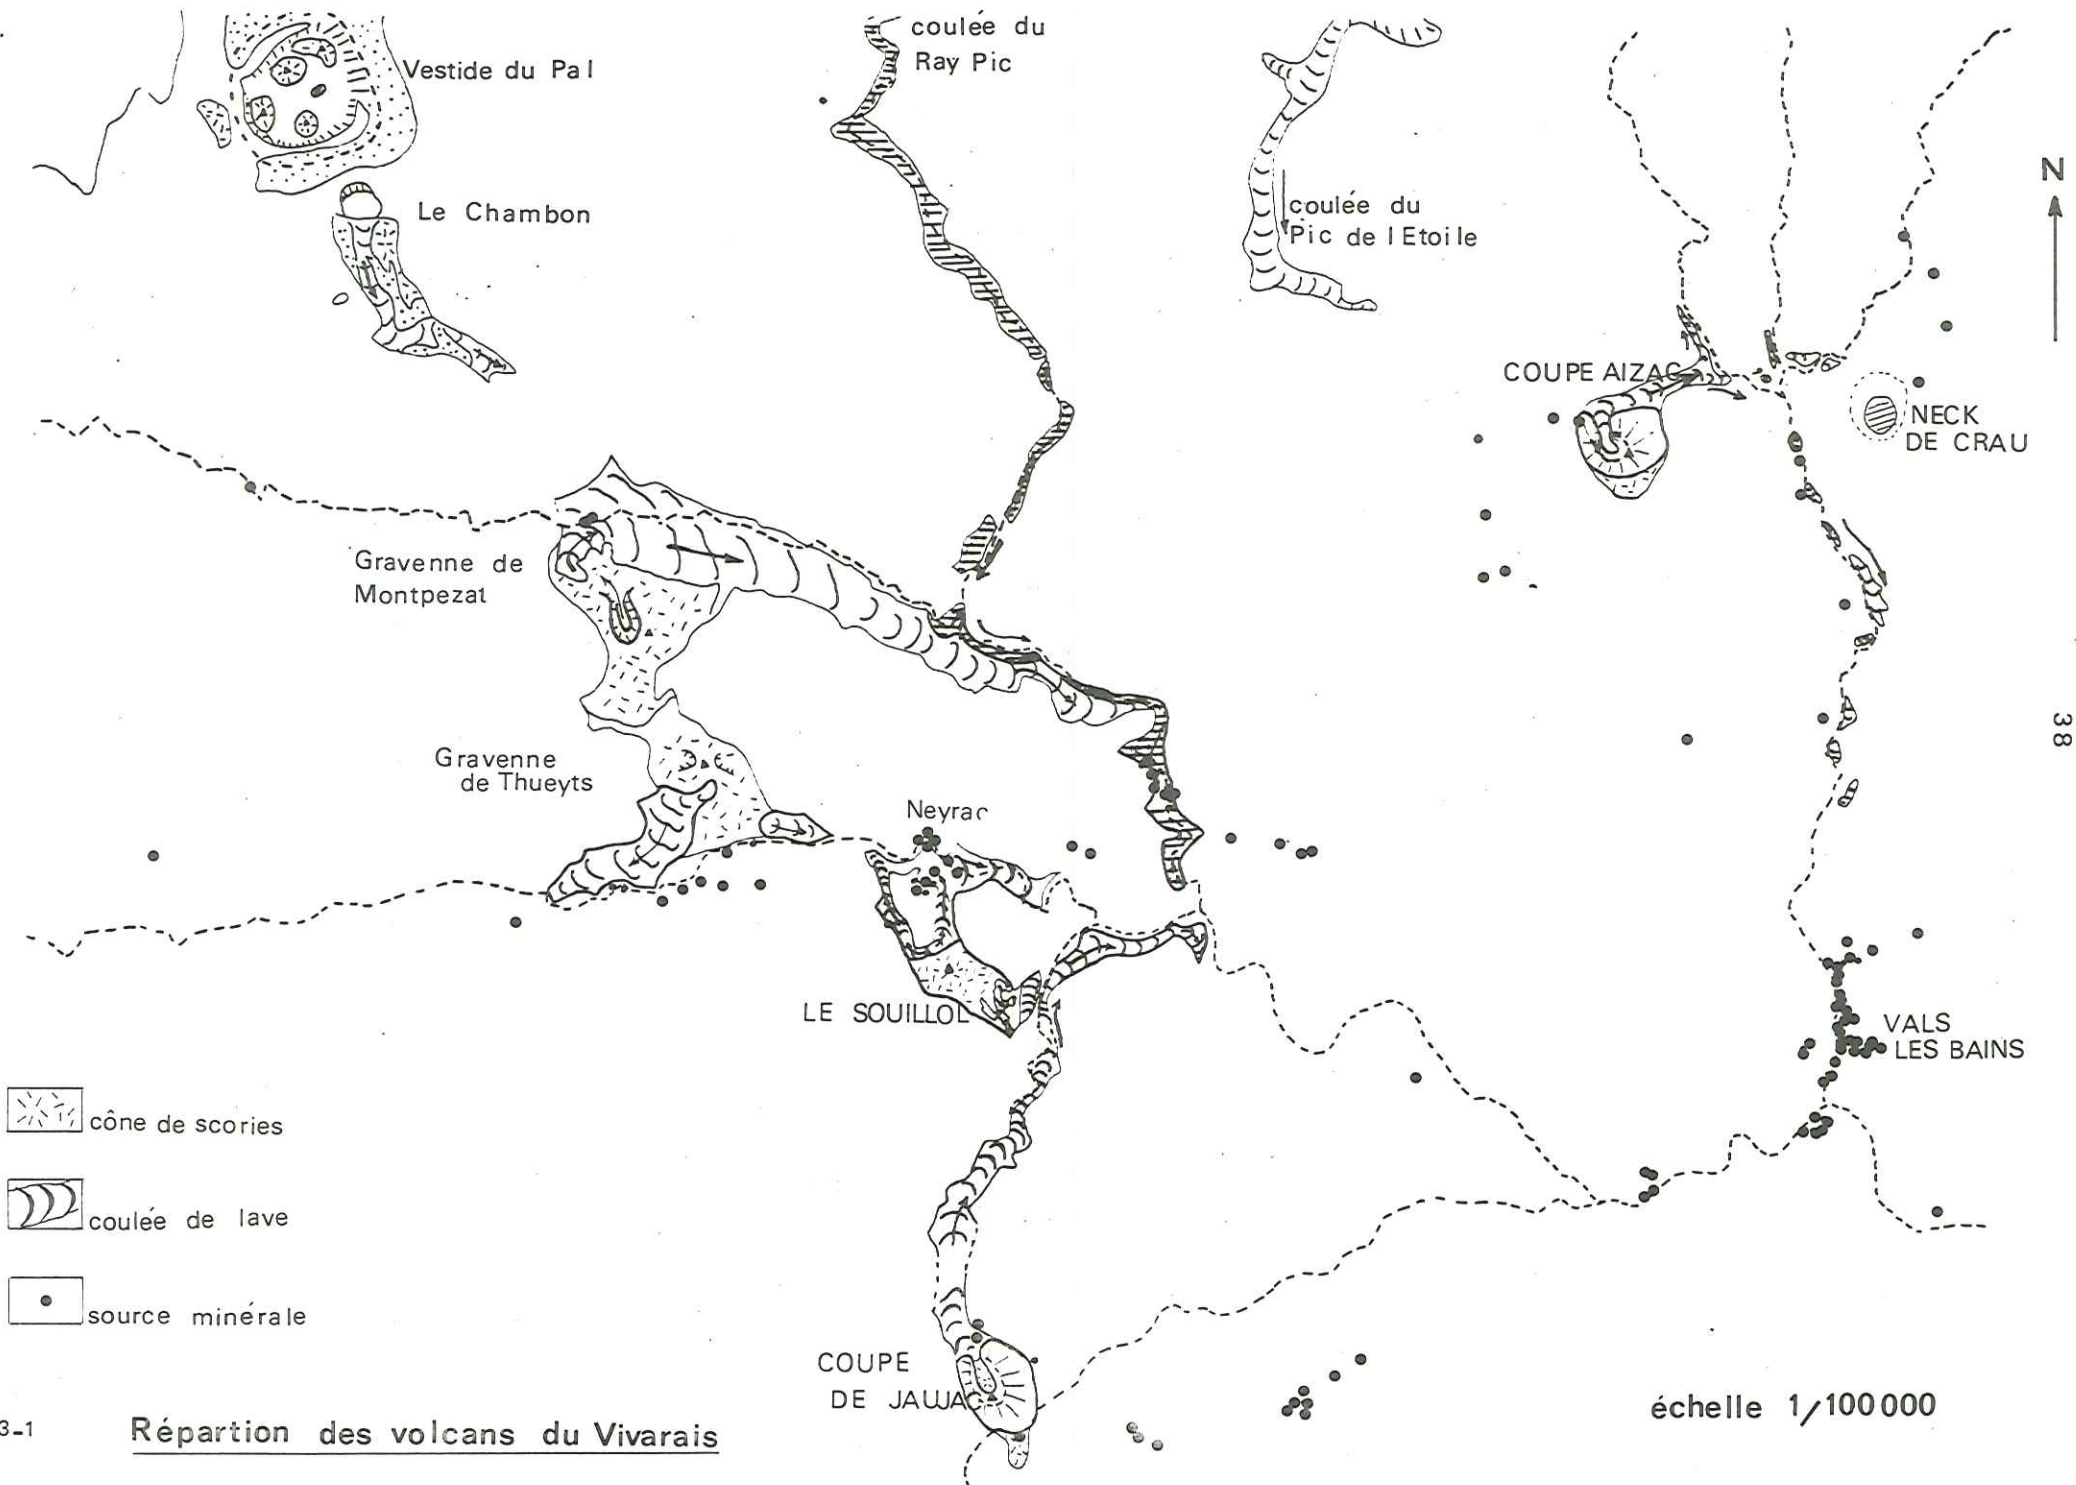 coulée du
Ray Pic
Vestide du Pal
Le Chambon
coulée du
Pic de l Etoile
N
COUPE AIZAC
NECK
DE CRAU
Gravenne de
Montpezat
38
Gravenne
de Thueyts
Neyrac
LE SOUILLOL
VALS
LES BAINS
cône de scories
coulée de lave
source minérale
COUPE
DE JAUJAC
échelle 1/100000
3-1
Répartion des volcans du Vivarais